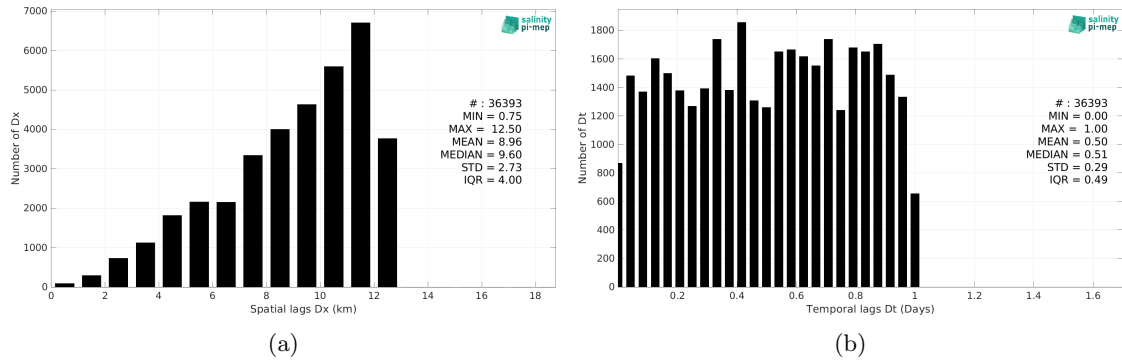 7000
6000
5000
4000
3000
2000
1000
0
Number of Dx
salinity
pi-mep
# : 36393
MIN = 0.75
MAX = 12.50
MEAN = 8.96
MEDIAN = 9.60
STD = 2.73
IQR = 4.00
0 2 4 6 8 10 12 14 16 18
Spatial lags Dx (km)
(a)
1800
1600
1400
1200
1000
800
600
400
200
0
Number of Dt
salinity
pi-mep
# : 36393
MIN = 0.00
MAX = 1.00
MEAN = 0.50
MEDIAN = 0.51
STD = 0.29
IQR = 0.49
0.2 0.4 0.6 0.8 1 1.2 1.4 1.6
Temporal lags Dt (Days)
(b)